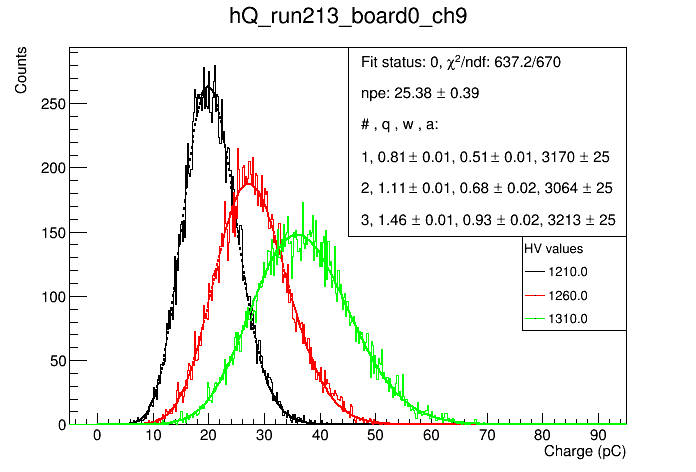 hQ_run213_board0_ch9
Counts
Fit status: 0, χ²/ndf: 637.2/670
npe: 25.38 ± 0.39
# , q , w , a:
1, 0.81 ± 0.01, 0.51 ± 0.01, 3170 ± 25
2, 1.11 ± 0.01, 0.68 ± 0.02, 3064 ± 25
3, 1.46 ± 0.01, 0.93 ± 0.02, 3213 ± 25
HV values
1210.0
1260.0
1310.0
250
200
150
100
50
0
0 10 20 30 40 50 60 70 80 90
Charge (pC)